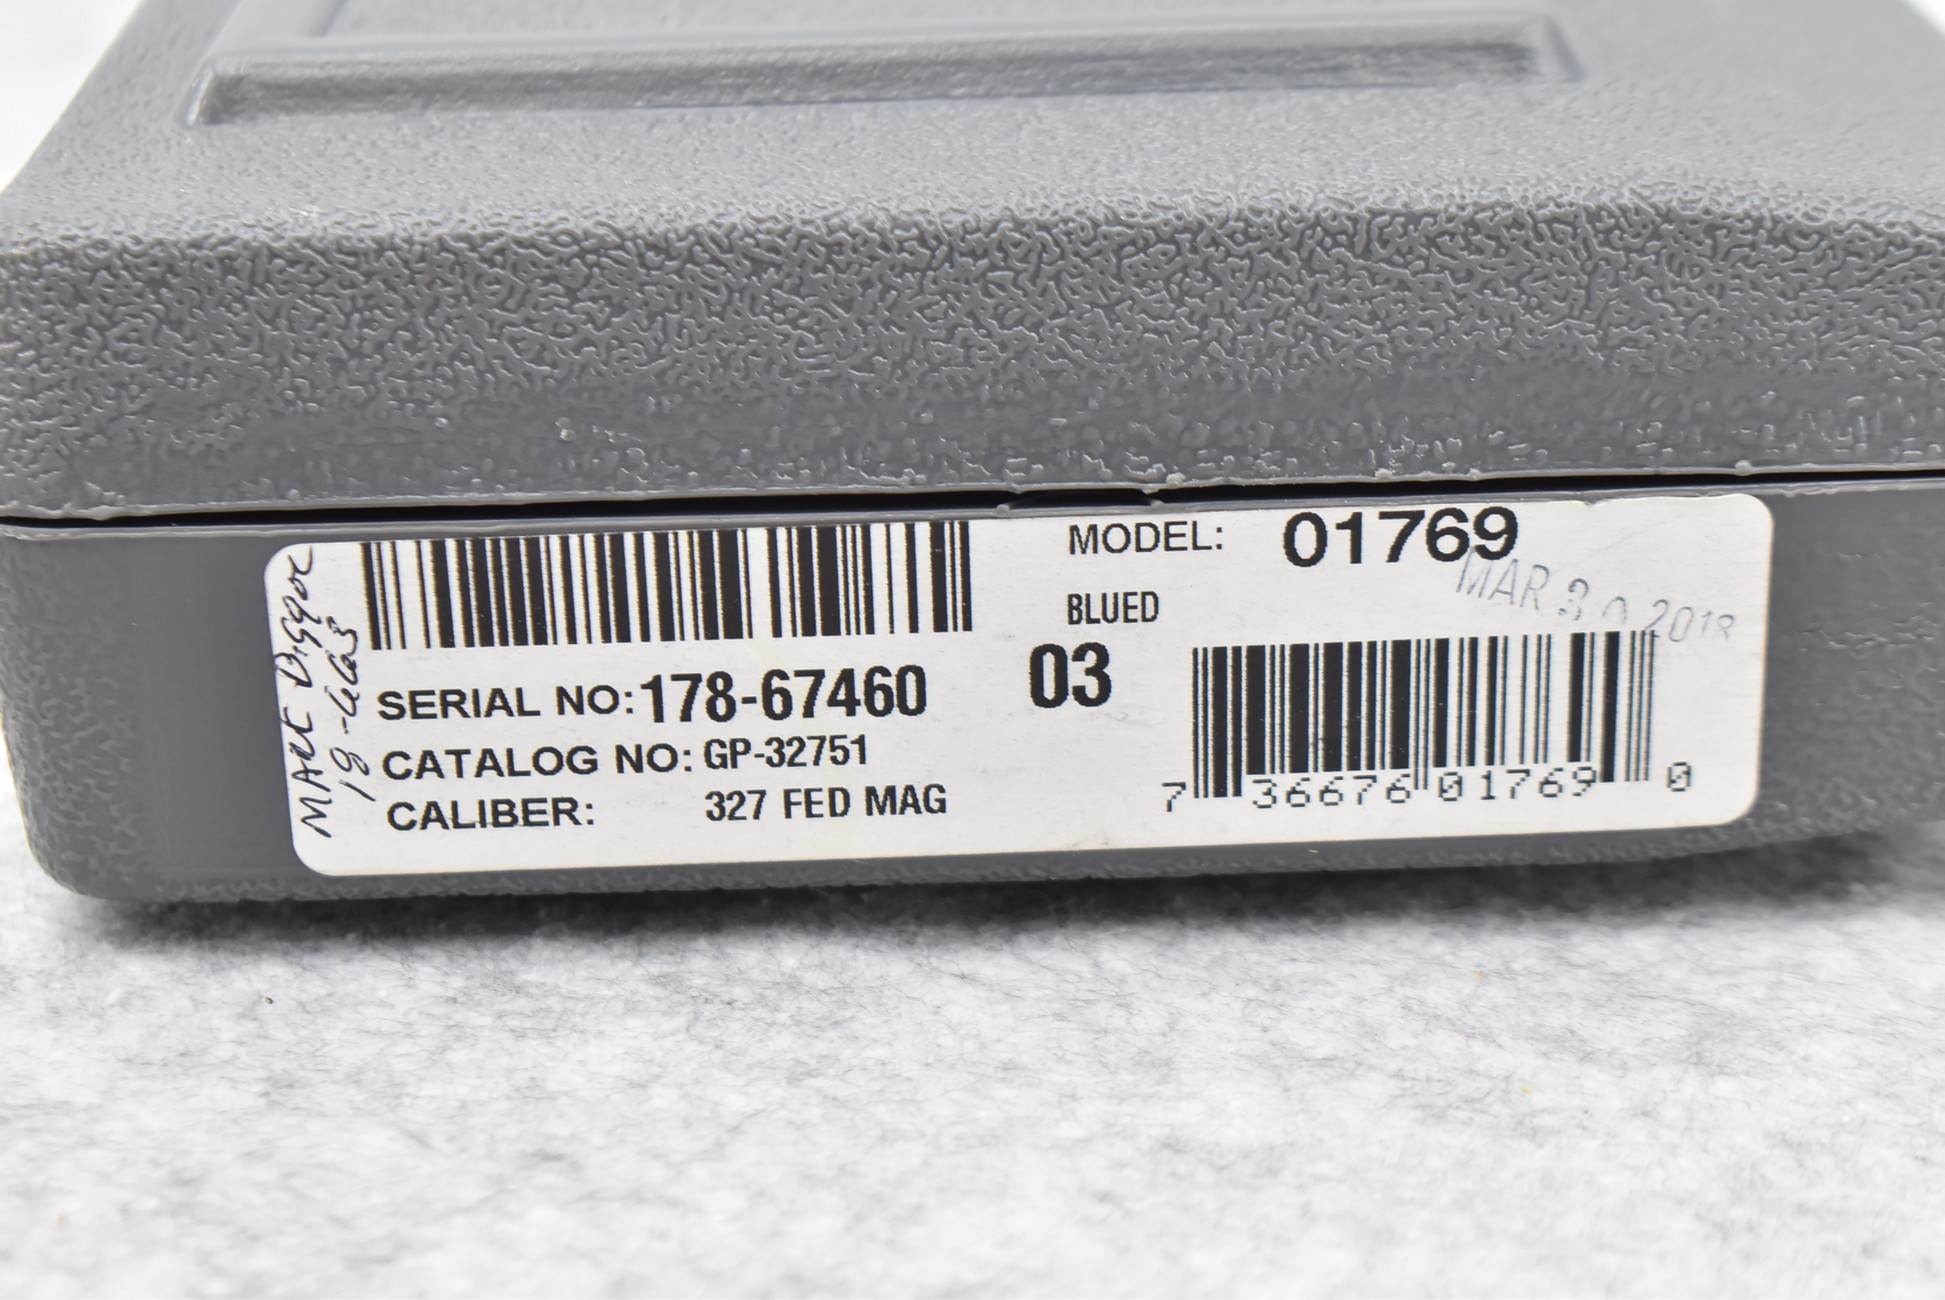 MODEL: 01769
MAR 30 2018
BLUED
03
SERIAL NO: 178-67460
CATALOG NO: GP-32751
CALIBER: 327 FED MAG
7 36676 01769 0